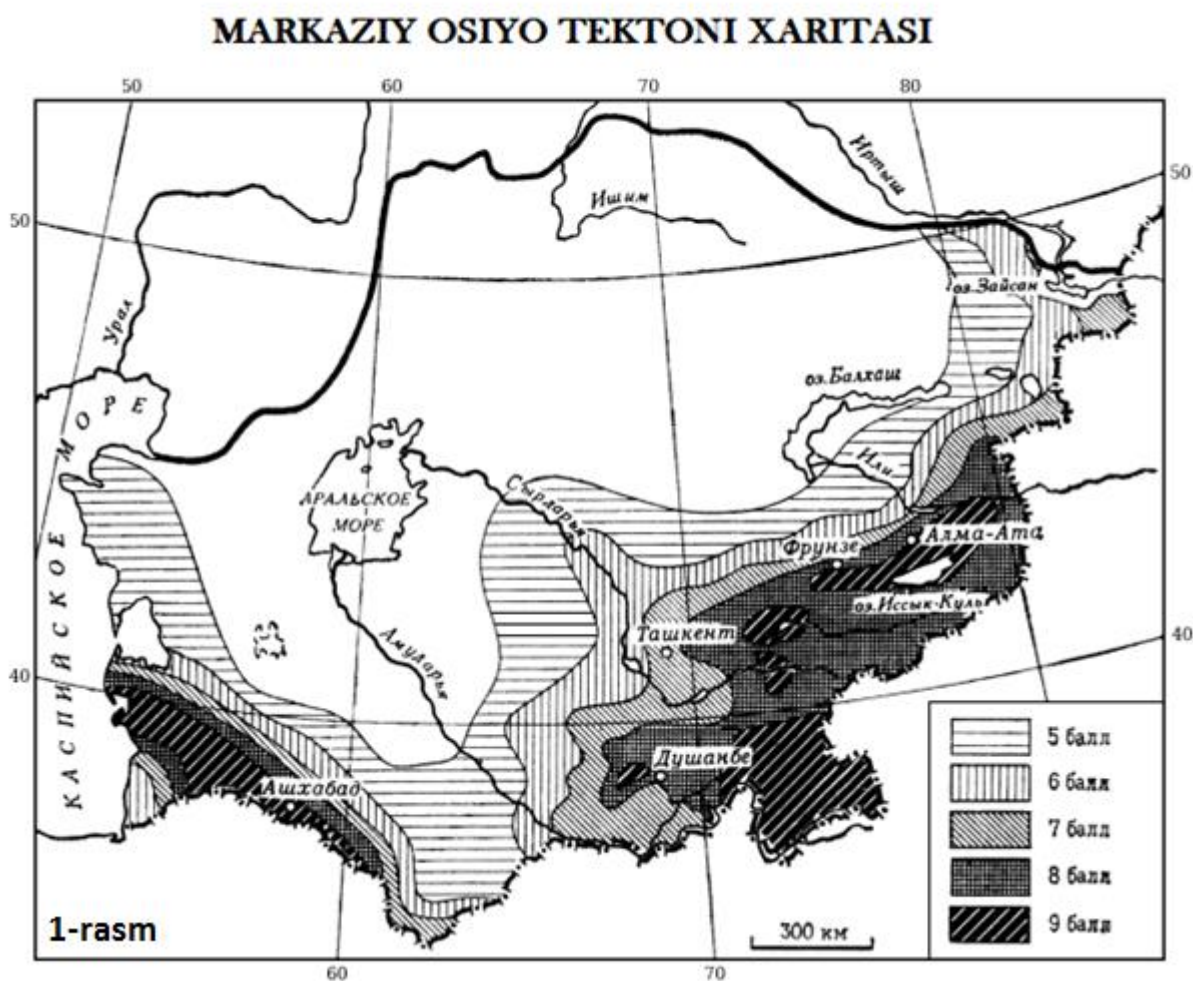 MARKAZIY OSIYO TEKTONI XARITASI
50
60
70
80
Иртыш
50
50
Ишим
оз.Зайсан
Урал
оз.Балхаш
КАСПИЙСКОЕ МОРЕ
Или
Сырдарья
АРАЛЬСКОЕ
МОРЕ
Фрунзе
Алма-Ата
оз.Иссык-Куль
Ташкент
40
40
Амударья
Душанбе
Ашхабад
5 балл
6 балл
7 балл
8 балл
9 балл
1-rasm
300 км
60
70